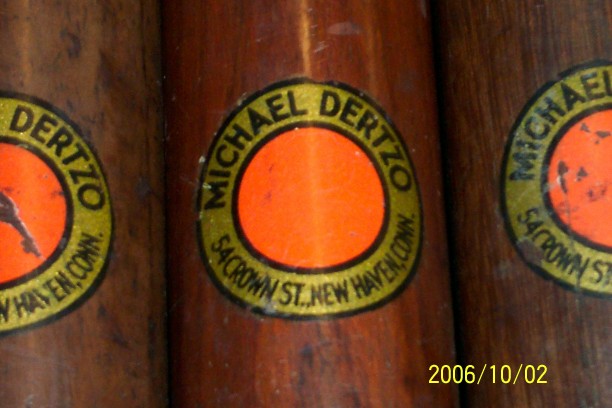 DERTZO
W HAVEN, CONN.
MICHAEL DERTZO
54 CROWN ST., NEW HAVEN, CONN.
MICHAEL
54 CROWN ST.
2006/10/02